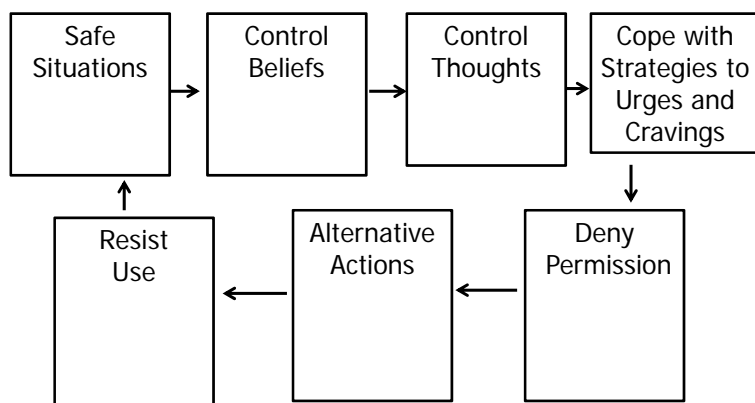 Safe
Situations
Control
Beliefs
Control
Thoughts
Cope with
Strategies to
Urges and
Cravings
Resist
Use
Alternative
Actions
Deny
Permission